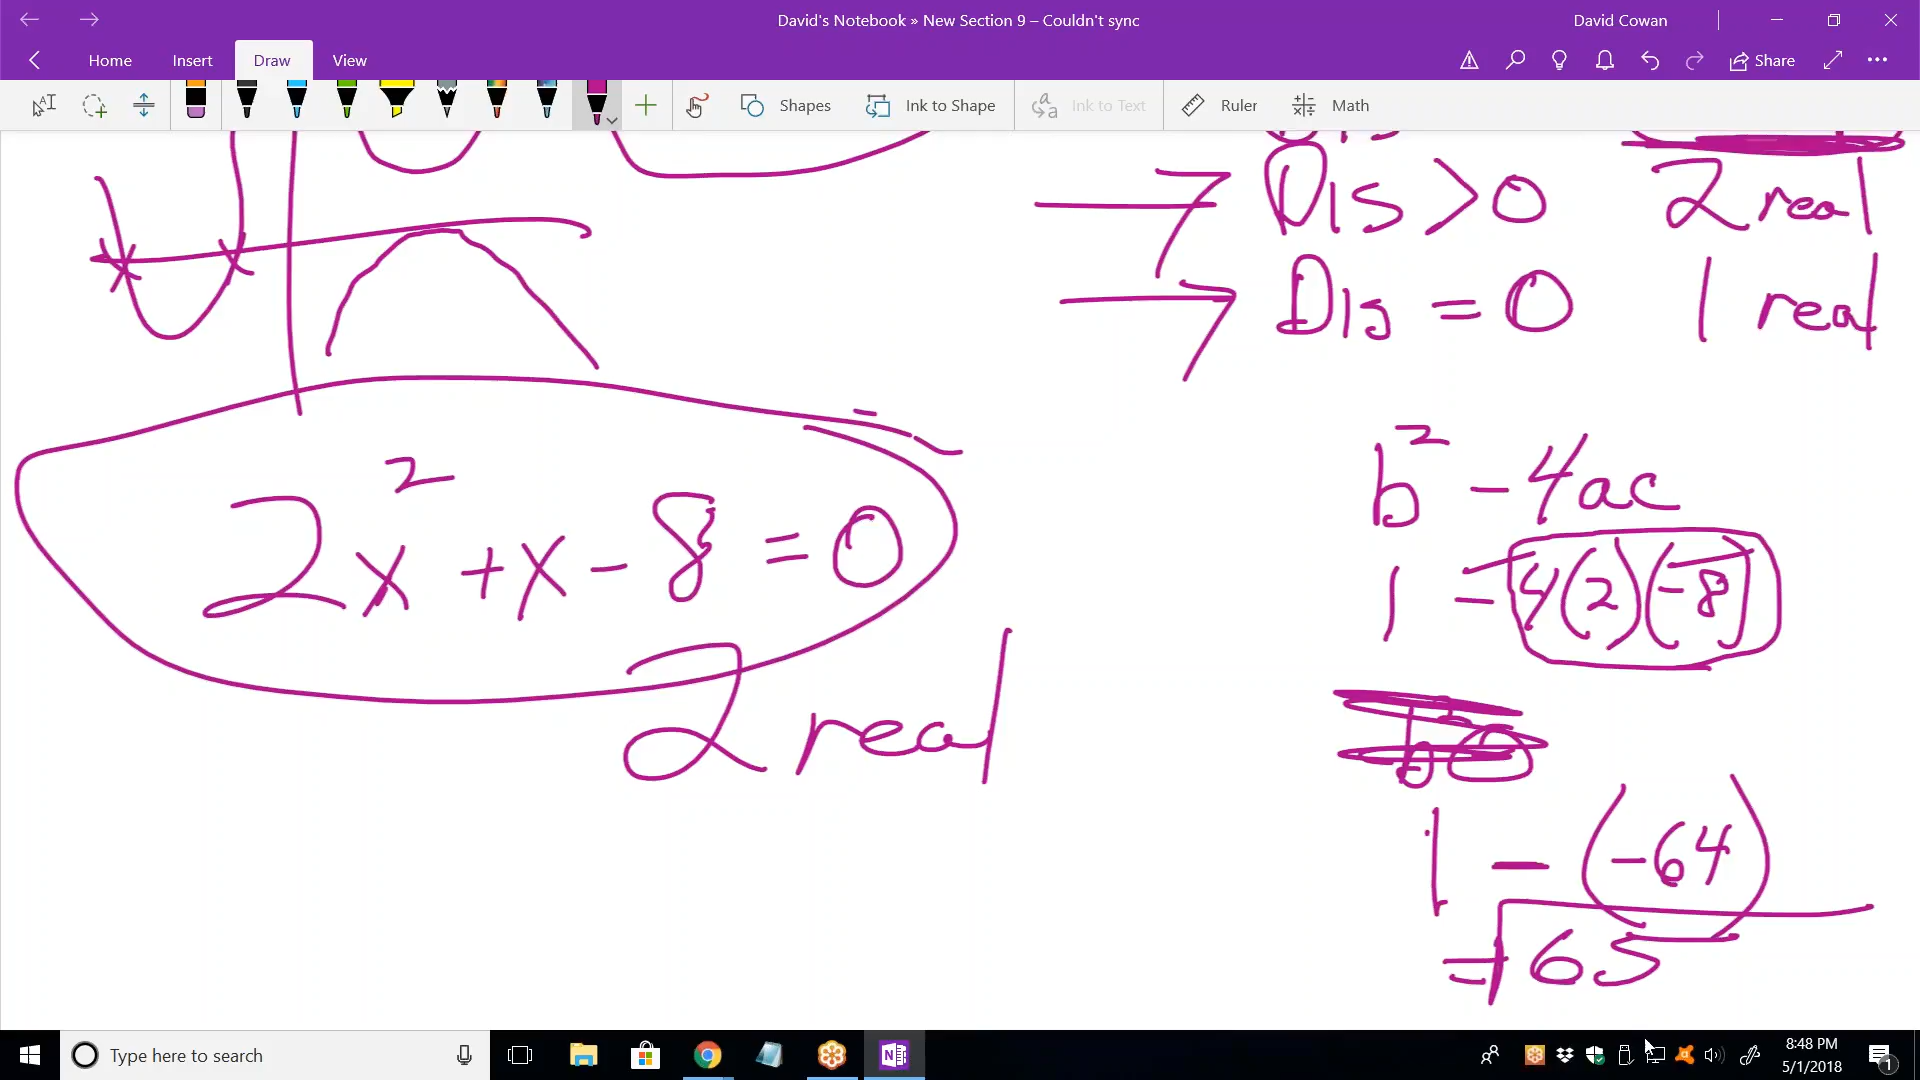 David's Notebook » New Section 9 – Couldn't sync
David Cowan
Home Insert Draw View
Share
Shapes Ink to Shape Ink to Text Ruler Math
Dis > 0 2 real
Dis = 0 1 real
b² - 4ac
2x² + x - 8 = 0
1 - 4(2)(-8)
2 real
1 - (-64)
= √65
Type here to search
8:48 PM
5/1/2018
1